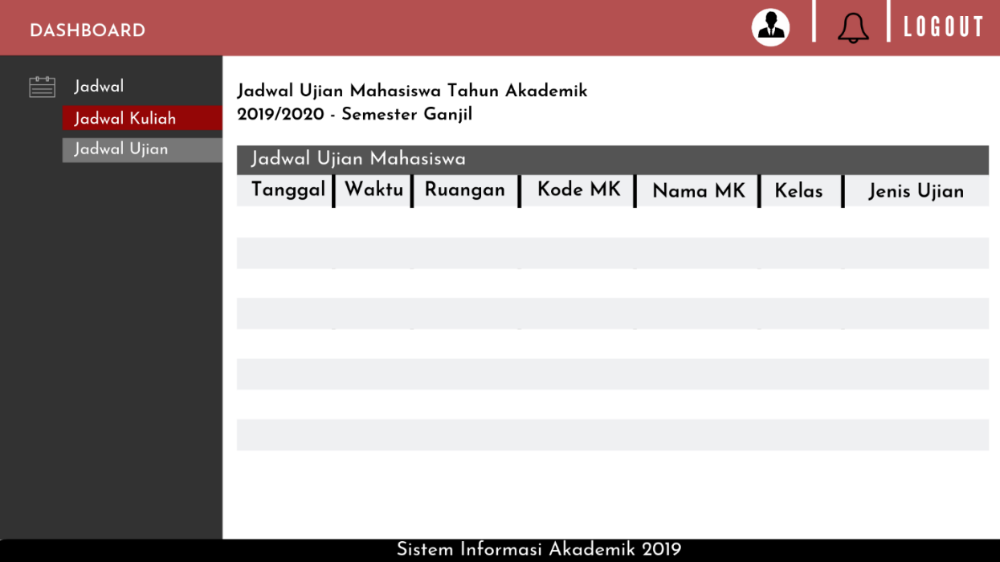 DASHBOARD
LOGOUT
Jadwal
Jadwal Kuliah
Jadwal Ujian
Jadwal Ujian Mahasiswa Tahun Akademik
2019/2020 - Semester Ganjil
Jadwal Ujian Mahasiswa
Tanggal Waktu Ruangan Kode MK Nama MK Kelas Jenis Ujian
Sistem Informasi Akademik 2019